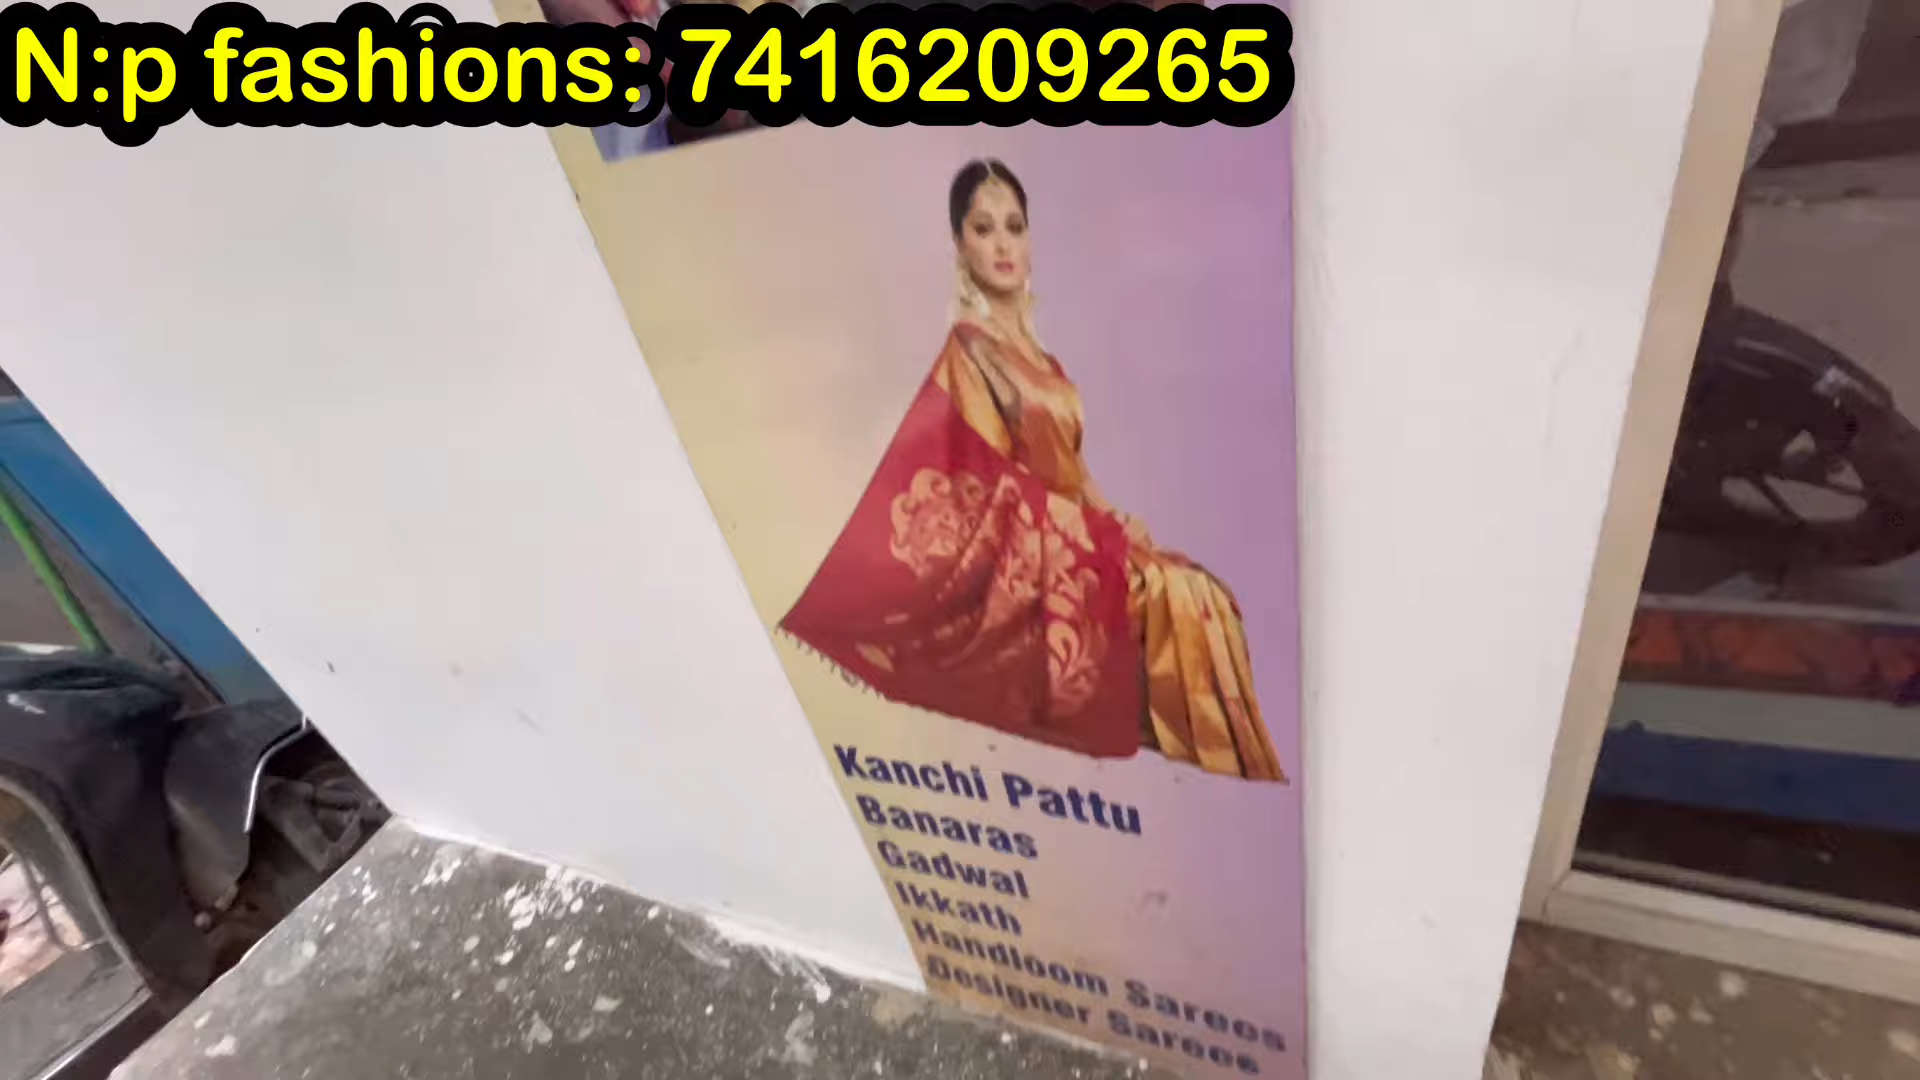 N:p fashions: 7416209265
Kanchi Pattu
Banaras
Gadwal
Ikkath
Handloom Sarees
Designer Sarees